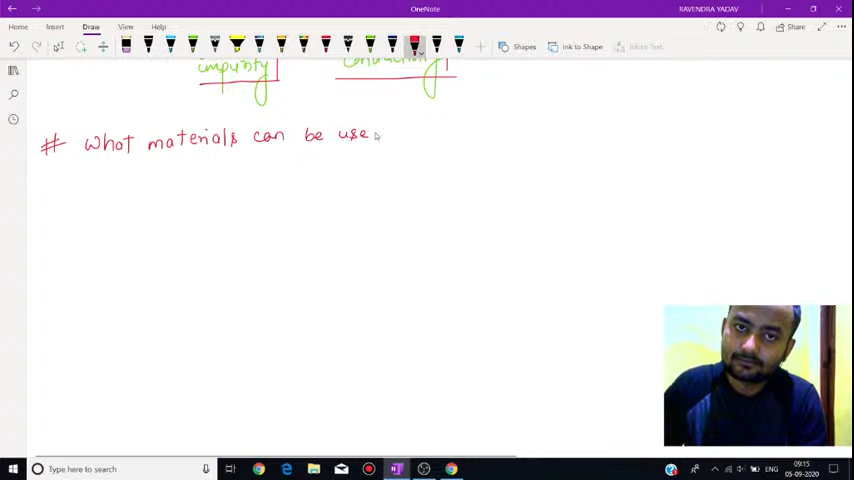 OneNote
RAVENDRA YADAV
Home Insert Draw View Help Share
Shapes Ink to Shape Ink to Text
impurity
# What materials can be use
Type here to search
ENG
09:15
05-09-2020